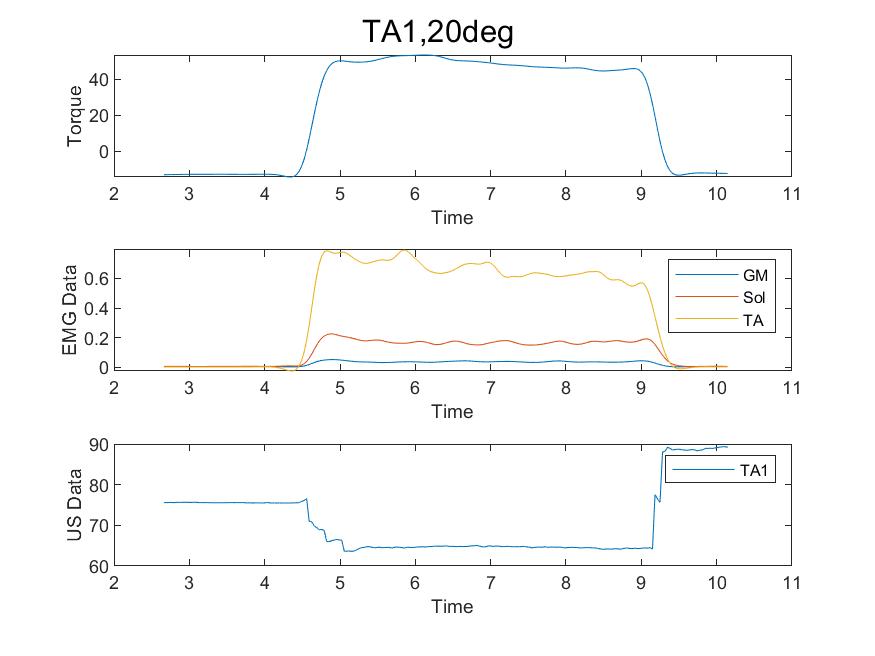 TA1,20deg
Torque
40
20
0
2 3 4 5 6 7 8 9 10 11
Time
EMG Data
0.6
0.4
0.2
0
GM
Sol
TA
2 3 4 5 6 7 8 9 10 11
Time
US Data
90
80
70
60
TA1
2 3 4 5 6 7 8 9 10 11
Time